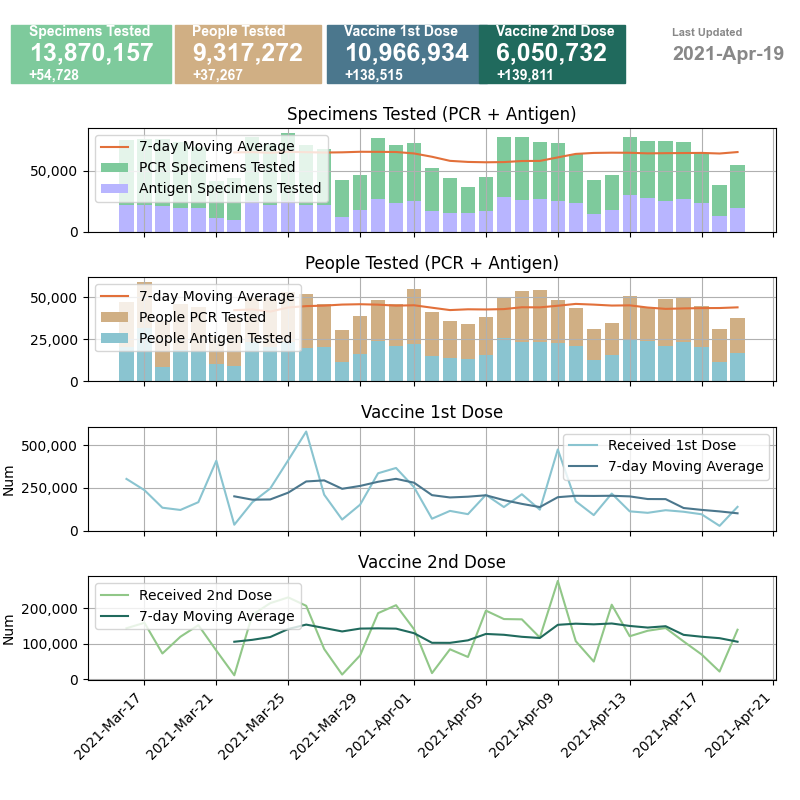 Specimens Tested
13,870,157
+54,728
People Tested
9,317,272
+37,267
Vaccine 1st Dose
10,966,934
+138,515
Vaccine 2nd Dose
6,050,732
+139,811
Last Updated
2021-Apr-19
Specimens Tested (PCR + Antigen)
7-day Moving Average
PCR Specimens Tested
Antigen Specimens Tested
50,000
0
People Tested (PCR + Antigen)
7-day Moving Average
People PCR Tested
People Antigen Tested
50,000
25,000
0
Vaccine 1st Dose
Received 1st Dose
7-day Moving Average
Num
500,000
250,000
0
Vaccine 2nd Dose
Received 2nd Dose
7-day Moving Average
Num
200,000
100,000
0
2021-Mar-17
2021-Mar-21
2021-Mar-25
2021-Mar-29
2021-Apr-01
2021-Apr-05
2021-Apr-09
2021-Apr-13
2021-Apr-17
2021-Apr-21